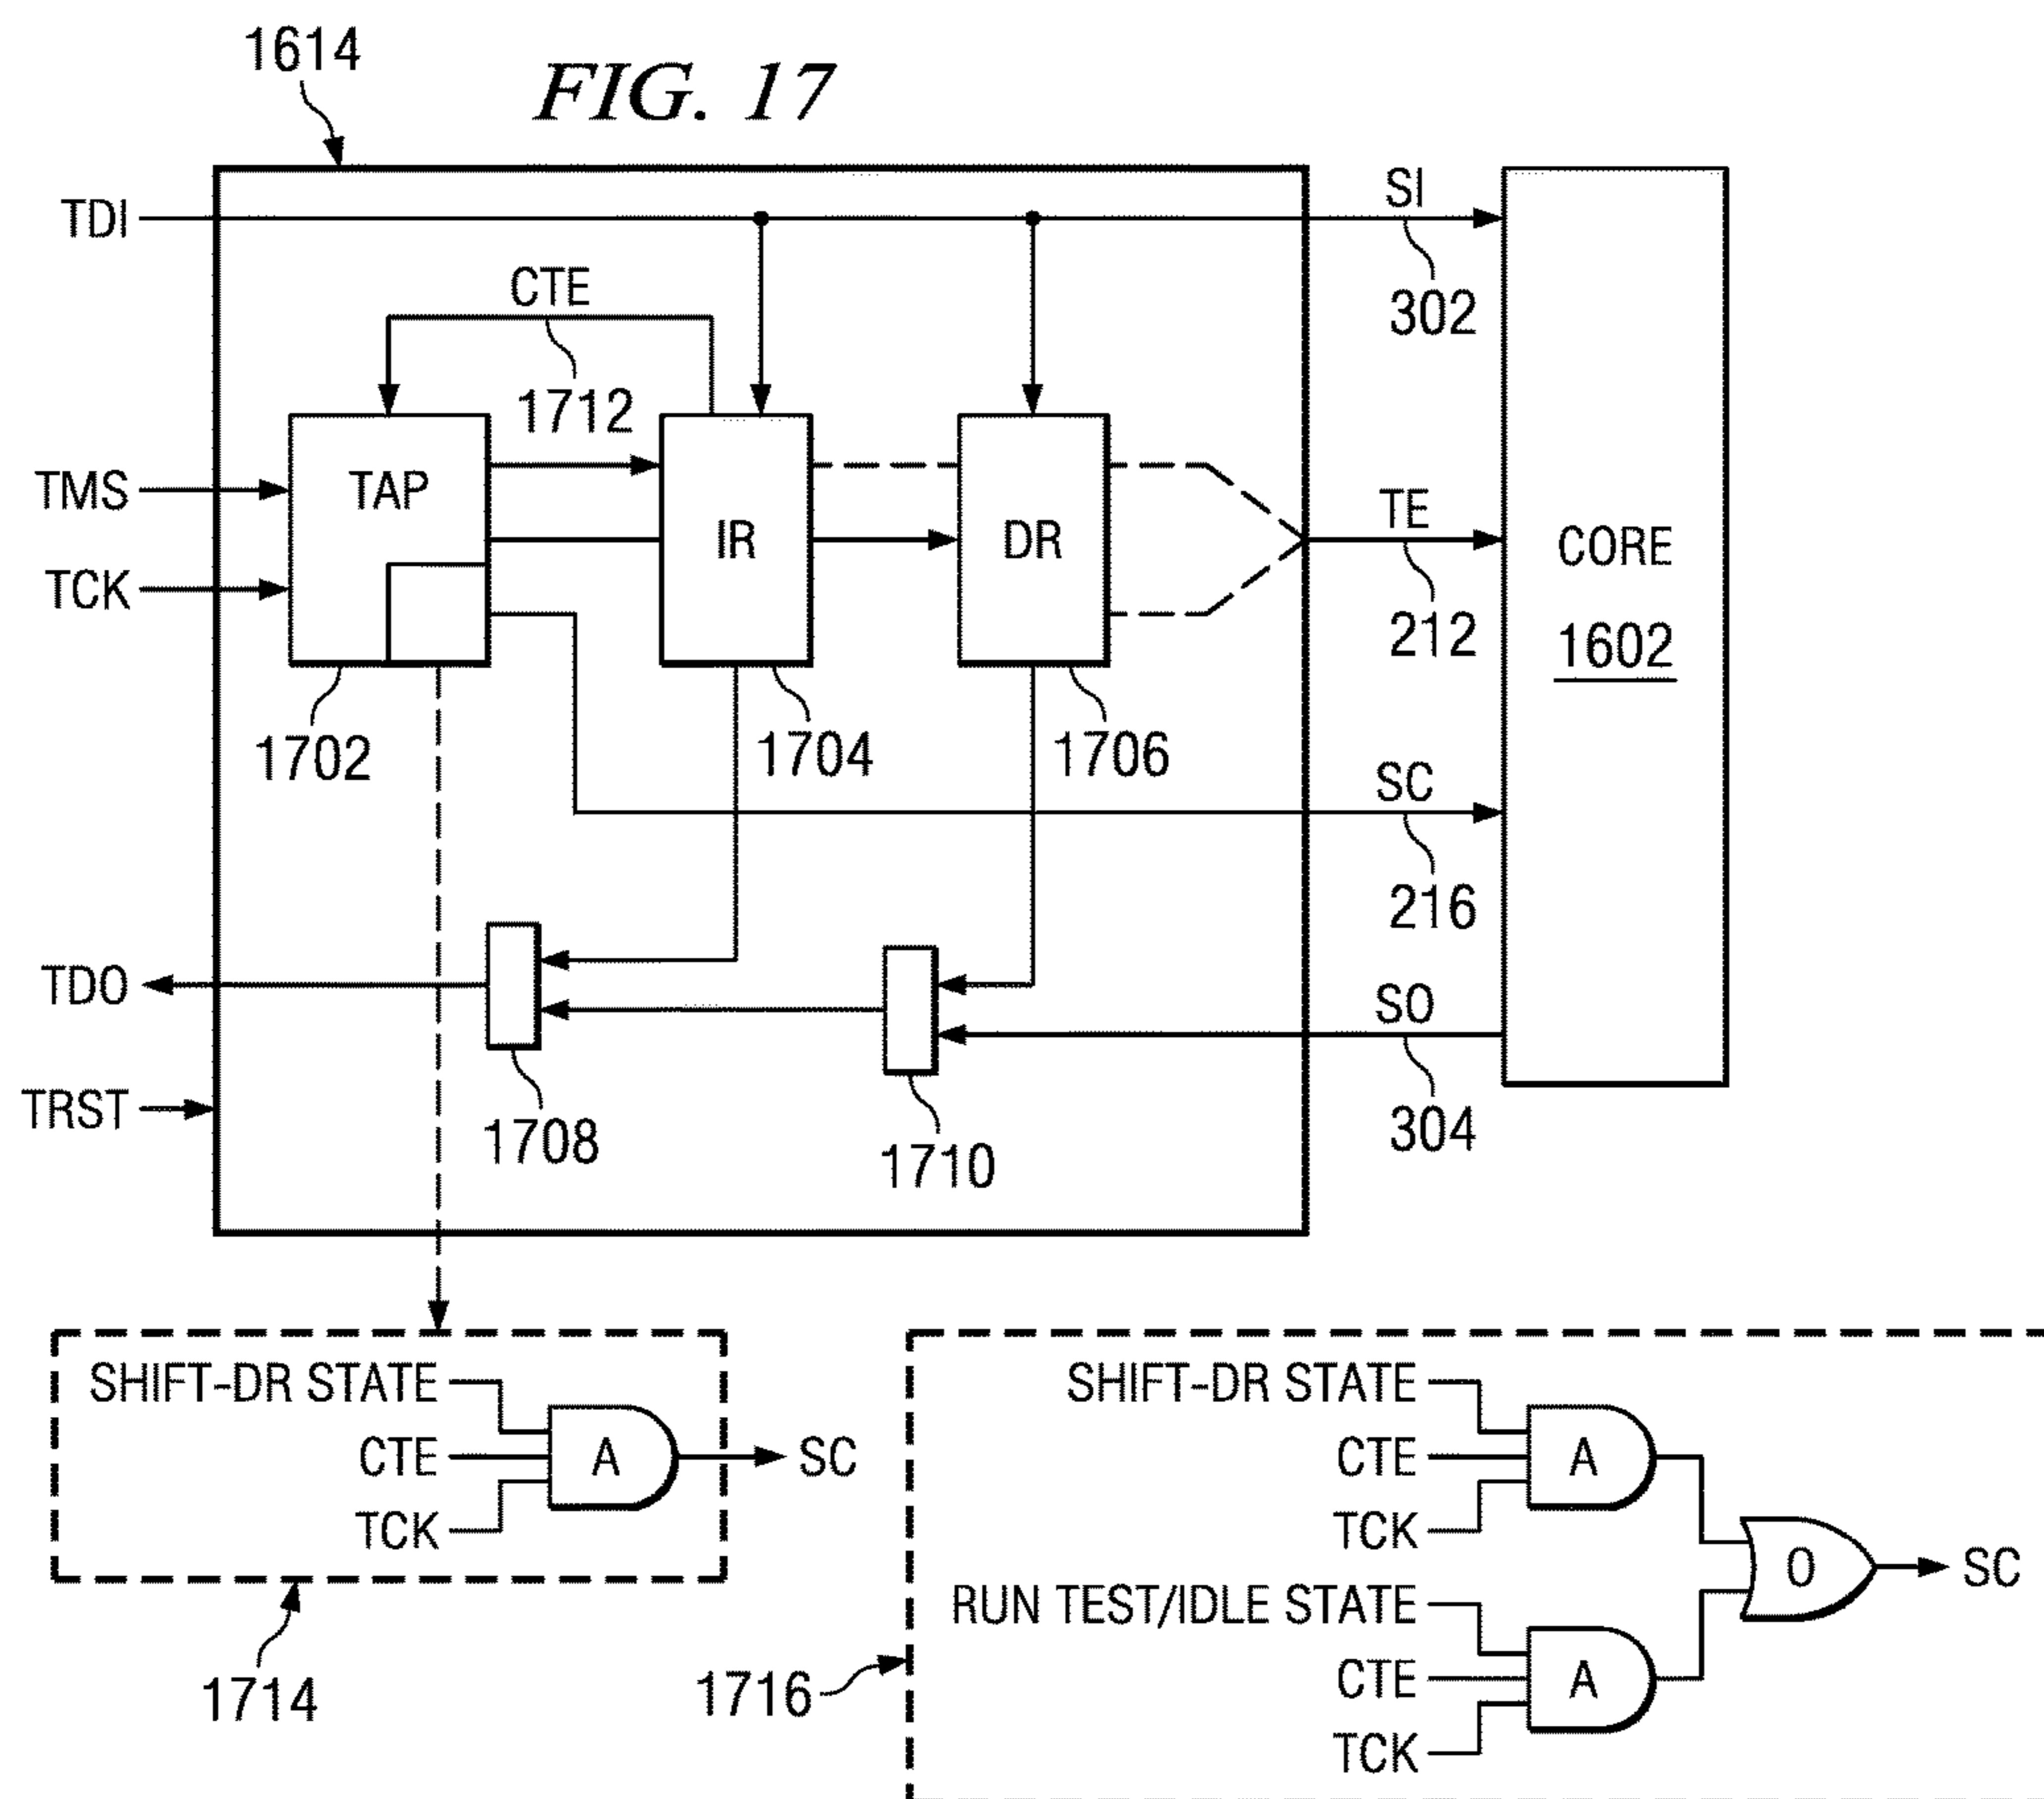 1614
FIG. 17
TDI
SI
302
CTE
1712
TMS
TAP
IR
DR
TE
212
CORE
1602
TCK
1702
1704
1706
SC
216
TDO
SO
304
TRST
1708
1710
SHIFT-DR STATE
CTE
A
SC
TCK
1714
SHIFT-DR STATE
CTE
A
TCK
O
SC
RUN TEST/IDLE STATE
CTE
A
TCK
1716